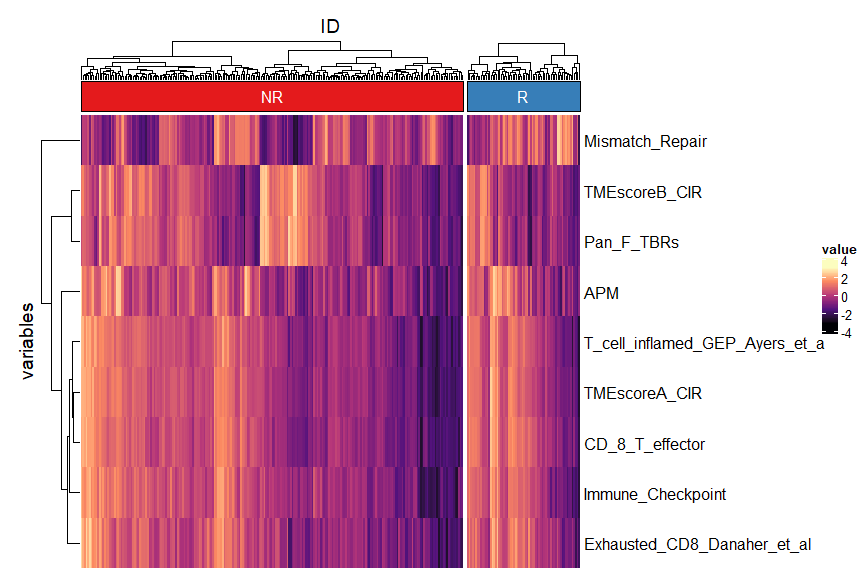 ID
NR
R
variables
Mismatch_Repair
TMEscoreB_CIR
Pan_F_TBRs
APM
T_cell_inflamed_GEP_Ayers_et_a
TMEscoreA_CIR
CD_8_T_effector
Immune_Checkpoint
Exhausted_CD8_Danaher_et_al
value
4
2
0
-2
-4